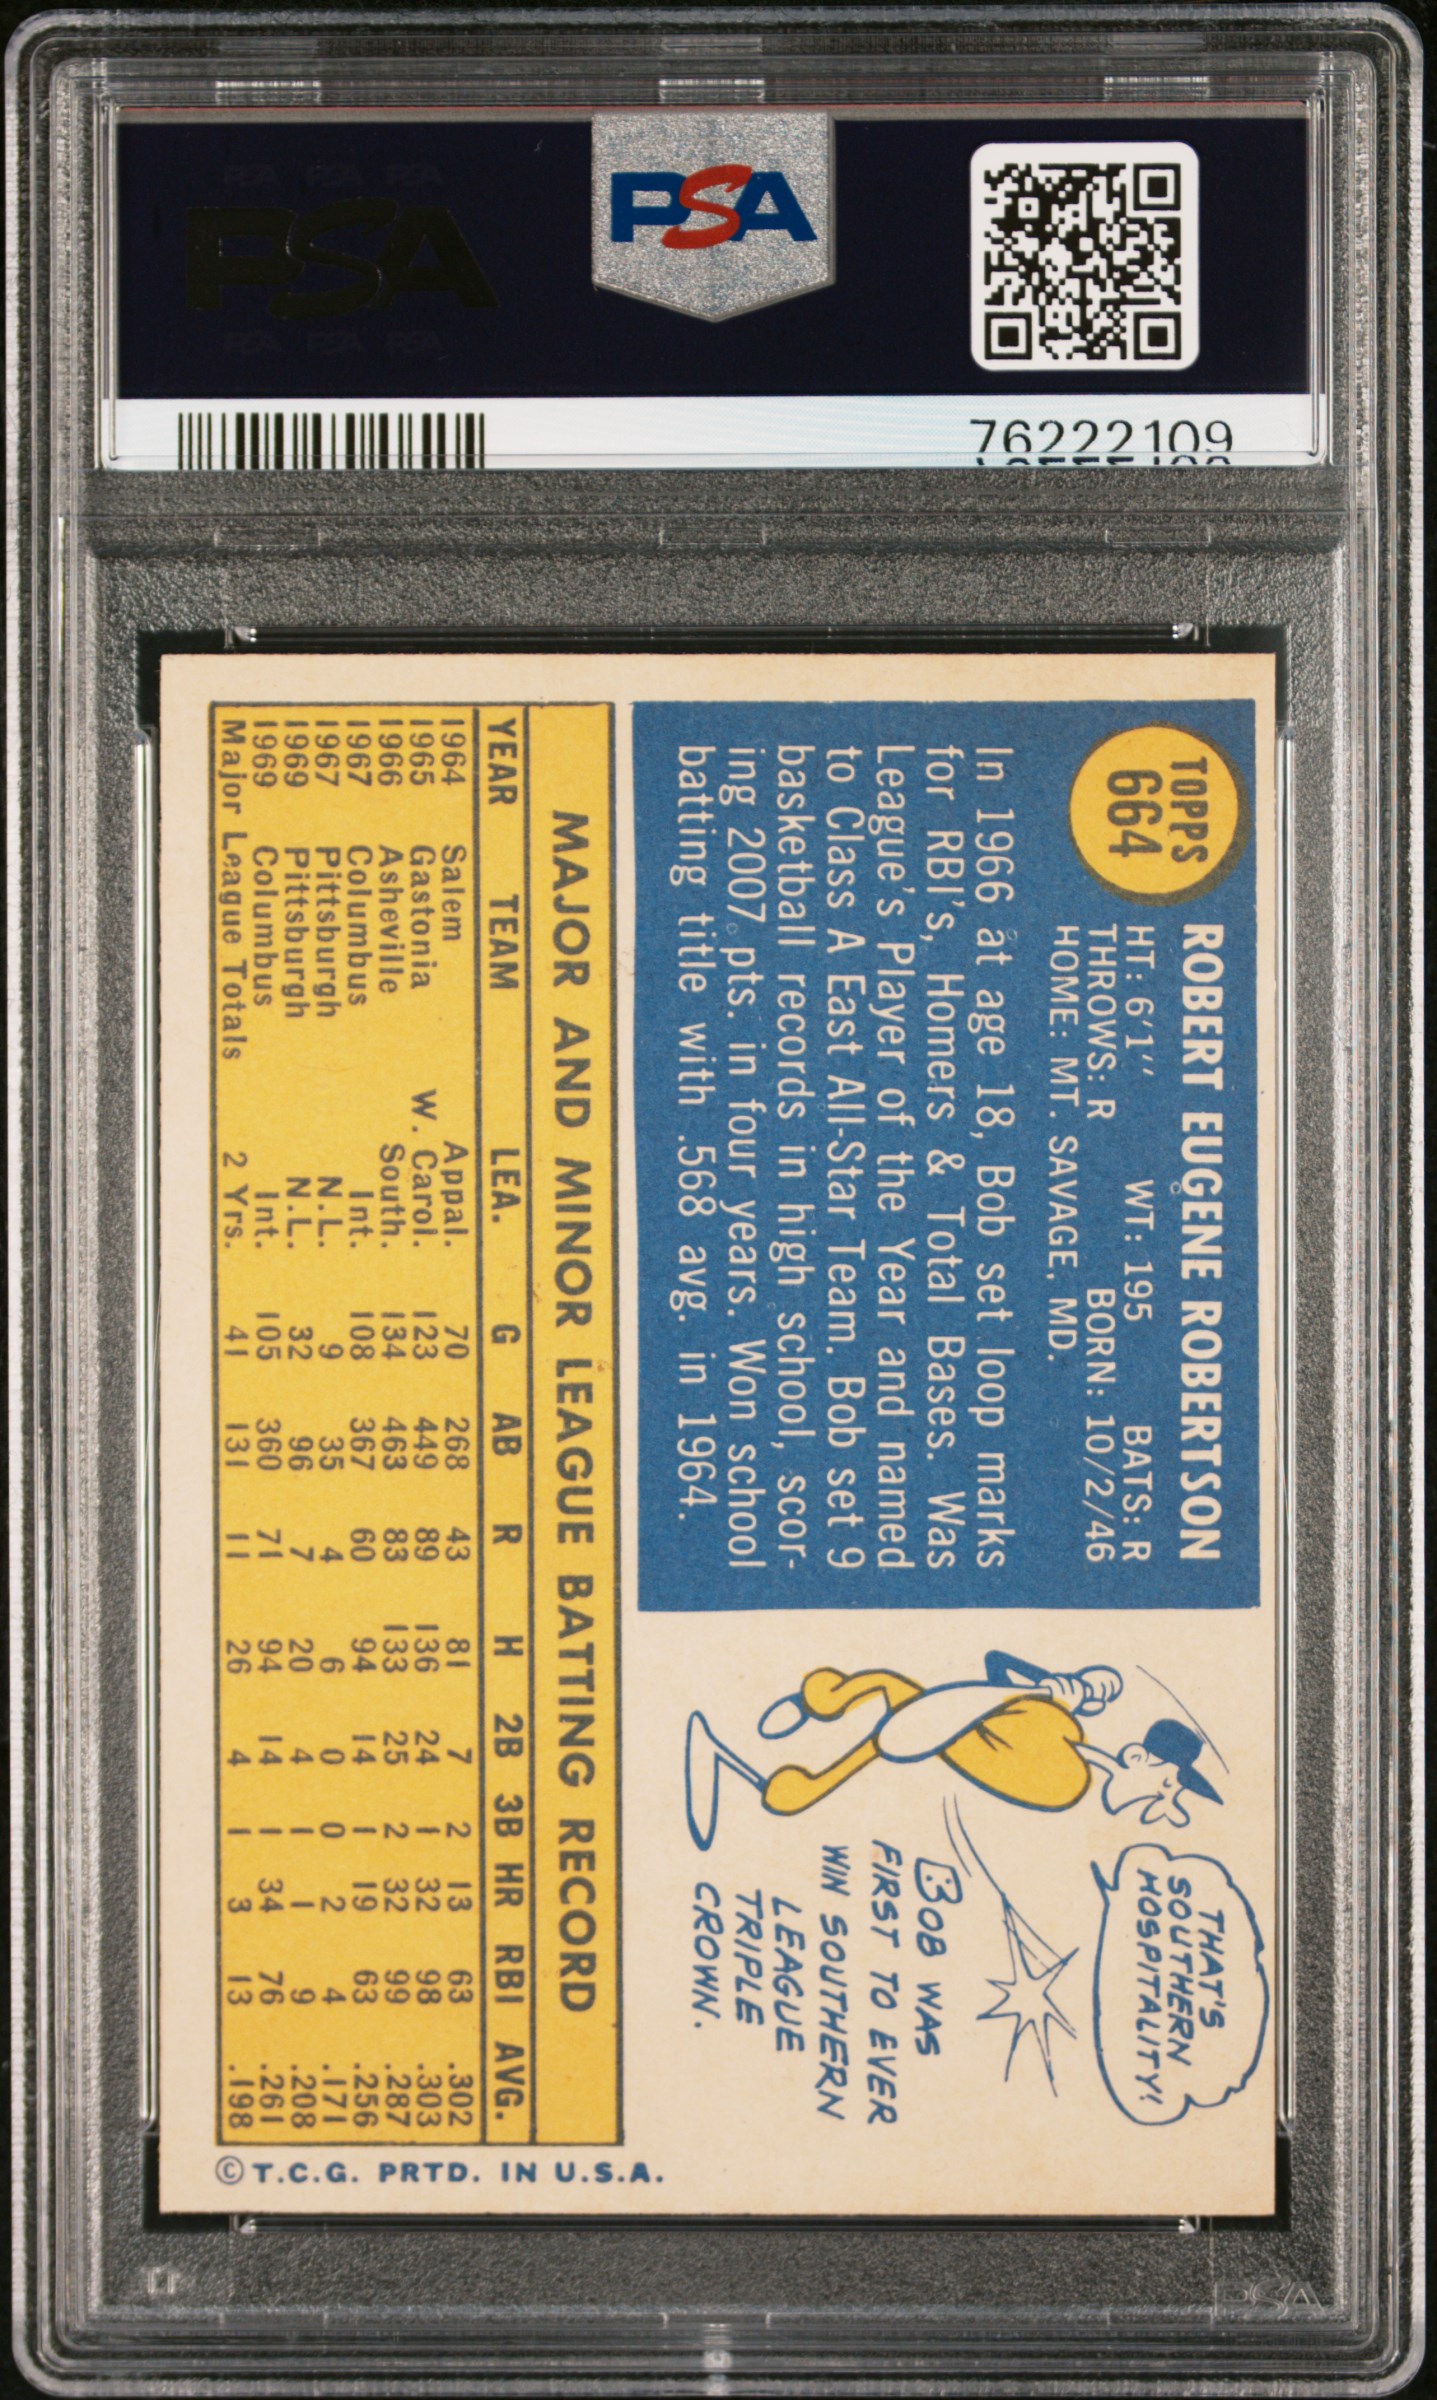 PSA
PSA
76222109
TOPPS
664
ROBERT EUGENE ROBERTSON
HT: 6'1" WT: 195 BATS: R
THROWS: R BORN: 10/2/46
HOME: MT. SAVAGE, MD.
In 1966 at age 18, Bob set loop marks
for RBI's, Homers & Total Bases. Was
League's Player of the Year and named
to Class A East All-Star Team. Bob set 9
basketball records in high school, scor-
ing 2007 pts. in four years. Won school
batting title with .568 avg. in 1964.
THAT'S
SOUTHERN
HOSPITALITY!
BOB WAS
FIRST TO EVER
WIN SOUTHERN
LEAGUE
TRIPLE
CROWN.
MAJOR AND MINOR LEAGUE BATTING RECORD
YEAR TEAM LEA. G AB R H 2B 3B HR RBI AVG.
1964 Salem Appal. 70 268 43 81 7 2 13 63 .302
1965 Gastonia W. Carol. 123 449 89 136 24 1 32 98 .303
1966 Asheville South. 134 463 83 133 25 2 32 99 .287
1967 Columbus Int. 108 367 60 94 14 1 19 63 .256
1967 Pittsburgh N.L. 9 35 4 6 0 0 2 4 .171
1969 Pittsburgh N.L. 32 96 7 20 4 1 1 9 .208
1969 Columbus Int. 105 360 71 94 14 1 34 76 .261
Major League Totals 2 Yrs. 41 131 11 26 4 1 3 13 .198
© T.C.G. PRTD. IN U.S.A.
PSA